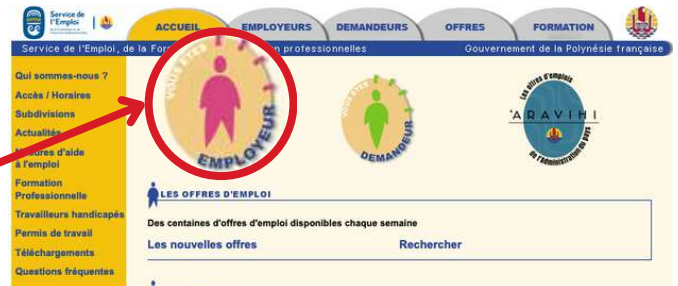 Service de
l'Emploi
ACCUEIL
EMPLOYEURS
DEMANDEURS
OFFRES
FORMATION
Service de l'Emploi, de la For
n professionnelles
Gouvernement de la Polynésie française
Qui sommes-nous ?
Accès / Horaires
Subdivisions
Actualités
d'aide
à l'emploi
Formation
Professionnelle
Travailleurs handicapés
Permis de travail
Téléchargements
Questions fréquentes
VOUS ETES
EMPLOYEUR
VOUS ETES
DEMANDEUR
Les offres d'emplois
'ARAVIHI
de l'Administration du pays
LES OFFRES D'EMPLOI
Des centaines d'offres d'emploi disponibles chaque semaine
Les nouvelles offres
Rechercher